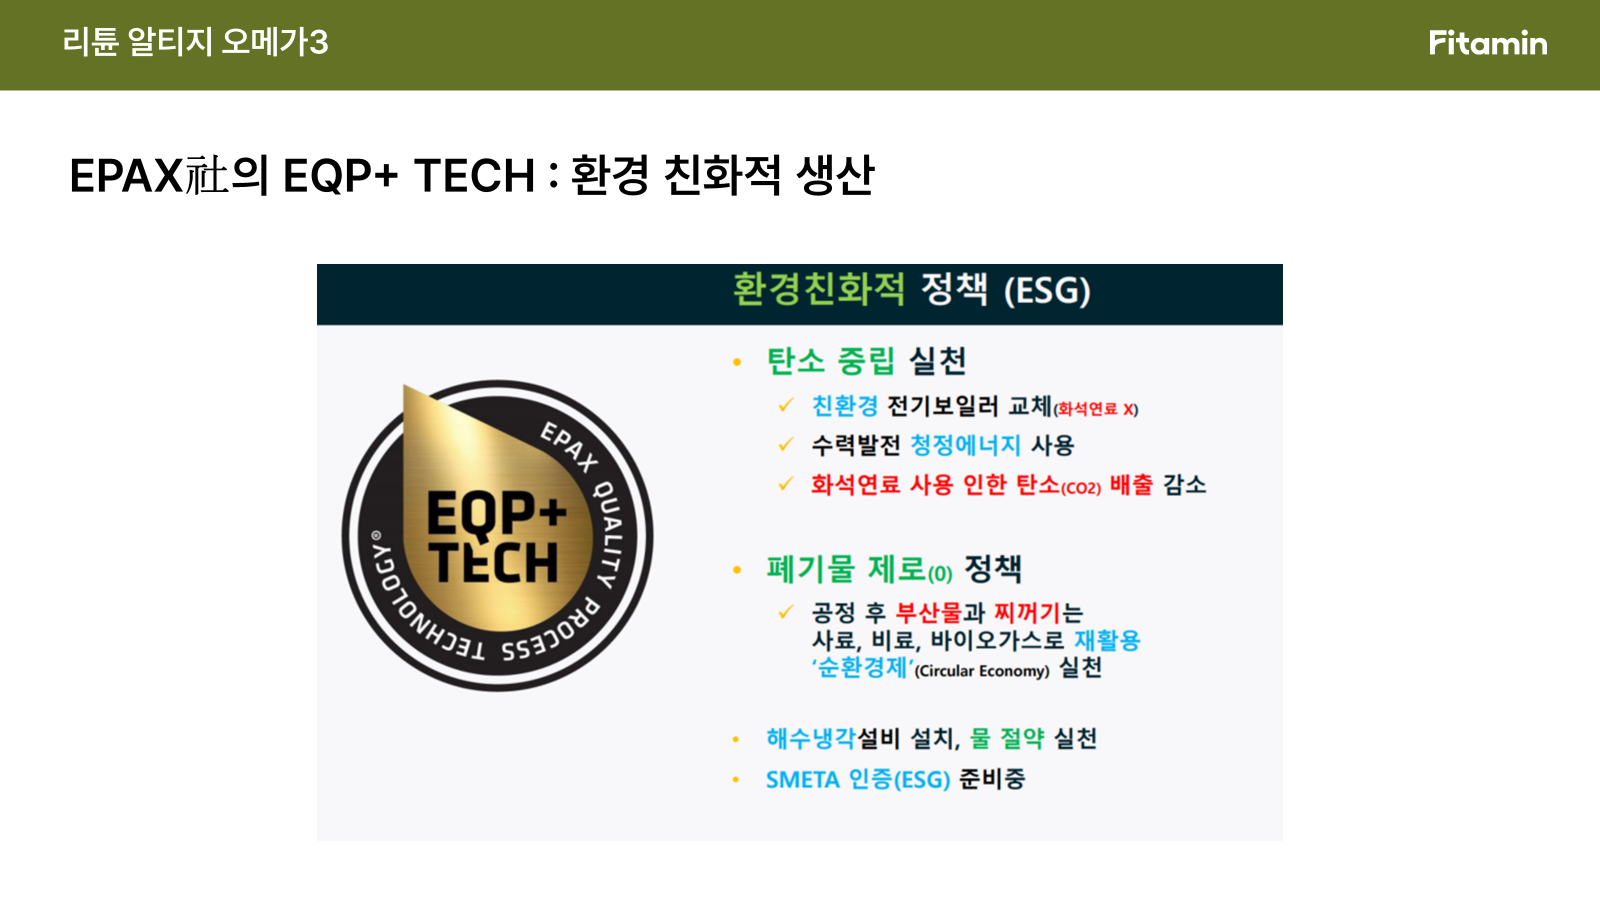 리튠 알티지 오메가3
Fitamin
EPAX社의 EQP+ TECH : 환경 친화적 생산
환경친화적 정책 (ESG)
EPAX QUALITY PROCESS TECHNOLOGY®
EQP+
TECH
• 탄소 중립 실천
✓ 친환경 전기보일러 교체(화석연료 X)
✓ 수력발전 청정에너지 사용
✓ 화석연료 사용 인한 탄소(CO2) 배출 감소
• 폐기물 제로(0) 정책
✓ 공정 후 부산물과 찌꺼기는
사료, 비료, 바이오가스로 재활용
‘순환경제’(Circular Economy) 실천
• 해수냉각설비 설치, 물 절약 실천
• SMETA 인증(ESG) 준비중